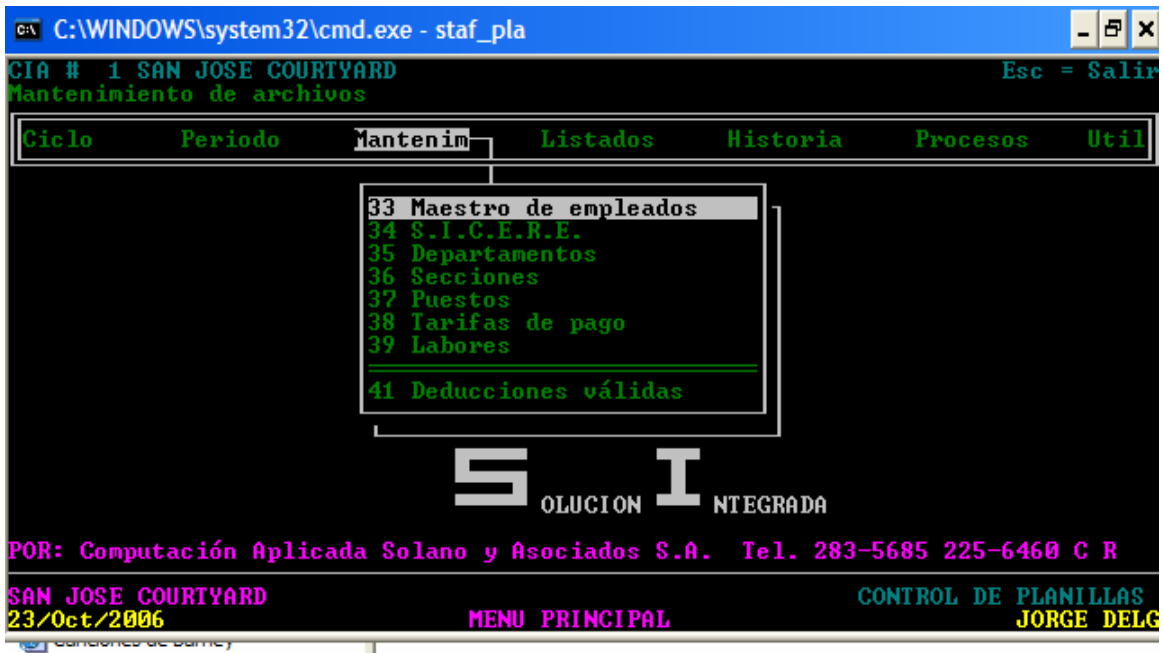 C:\WINDOWS\system32\cmd.exe - staf_pla
CIA # 1 SAN JOSE COURTYARD Esc = Salir
Mantenimiento de archivos
Ciclo Periodo Mantenim Listados Historia Procesos Util
33 Maestro de empleados
34 S.I.C.E.R.E.
35 Departamentos
36 Secciones
37 Puestos
38 Tarifas de pago
39 Labores
41 Deducciones válidas
SOLUCION INTEGRADA
POR: Computación Aplicada Solano y Asociados S.A. Tel. 283-5685 225-6460 C R
SAN JOSE COURTYARD CONTROL DE PLANILLAS
23/Oct/2006 MENU PRINCIPAL JORGE DELG